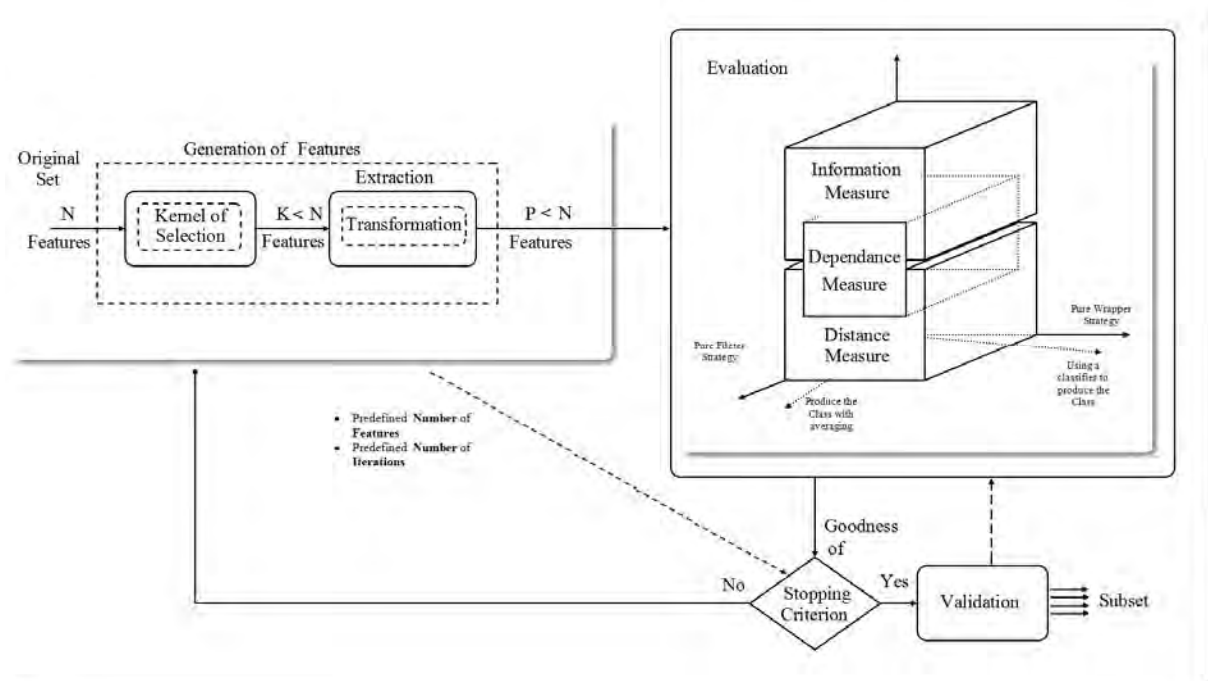 Original
Set
N
Features
Generation of Features
Kernel of
Selection
K < N
Features
Extraction
Transformation
P < N
Features
Evaluation
Information
Measure
Dependance
Measure
Distance
Measure
Pure Fileter
Strategy
Pure Wrapper
Strategy
Produce the
Class with
averaging
Using a
classifier to
produce the
Class
• Predefined Number of
Features
• Predefined Number of
Iterations
Goodness
of
No
Stopping
Criterion
Yes
Validation
Subset